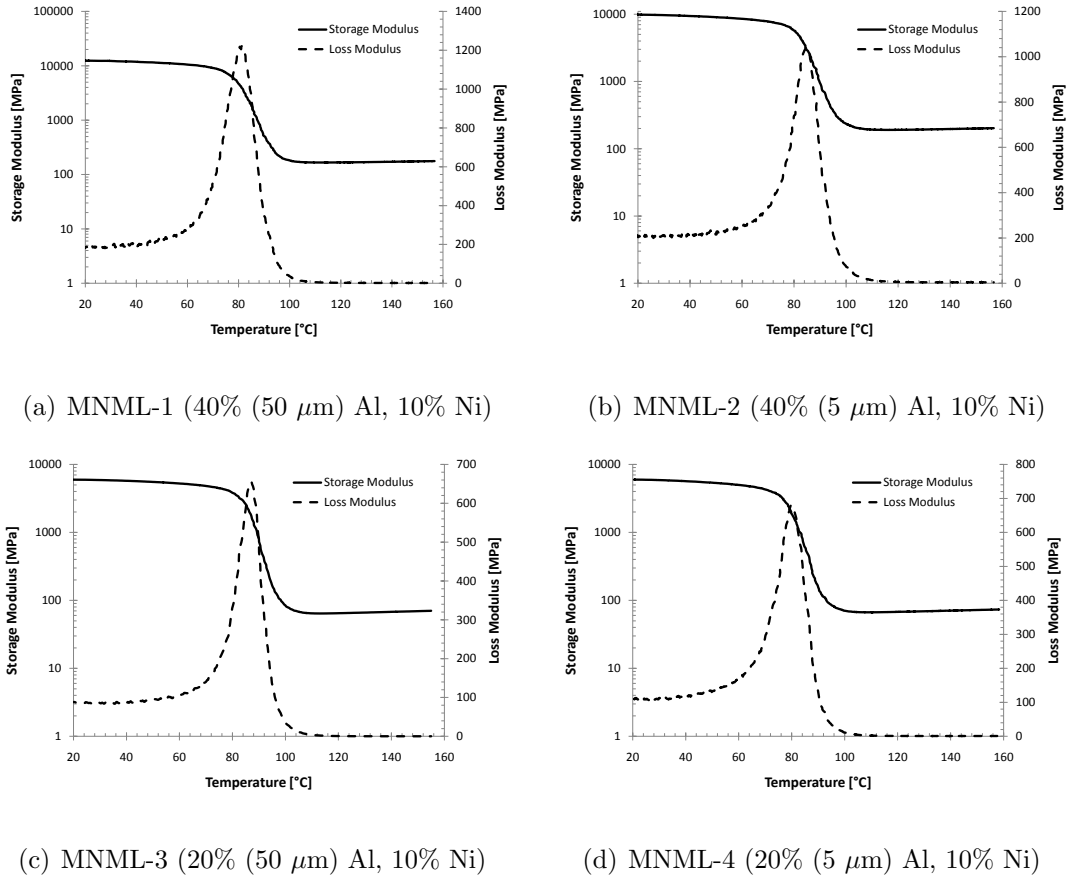 100000
10000
1000
100
10
1
Storage Modulus [MPa]
1400
1200
1000
800
600
400
200
0
Loss Modulus [MPa]
Storage Modulus
Loss Modulus
20 40 60 80 100 120 140 160
Temperature [°C]
10000
1000
100
10
1
Storage Modulus [MPa]
1200
1000
800
600
400
200
0
Loss Modulus [MPa]
Storage Modulus
Loss Modulus
20 40 60 80 100 120 140 160
Temperature [°C]
(a) MNML-1 (40% (50 μm) Al, 10% Ni)
(b) MNML-2 (40% (5 μm) Al, 10% Ni)
10000
1000
100
10
1
Storage Modulus [MPa]
700
600
500
400
300
200
100
0
Loss Modulus [MPa]
Storage Modulus
Loss Modulus
20 40 60 80 100 120 140 160
Temperature [°C]
10000
1000
100
10
1
Storage Modulus [MPa]
800
700
600
500
400
300
200
100
0
Loss Modulus [MPa]
Storage Modulus
Loss Modulus
20 40 60 80 100 120 140 160
Temperature [°C]
(c) MNML-3 (20% (50 μm) Al, 10% Ni)
(d) MNML-4 (20% (5 μm) Al, 10% Ni)